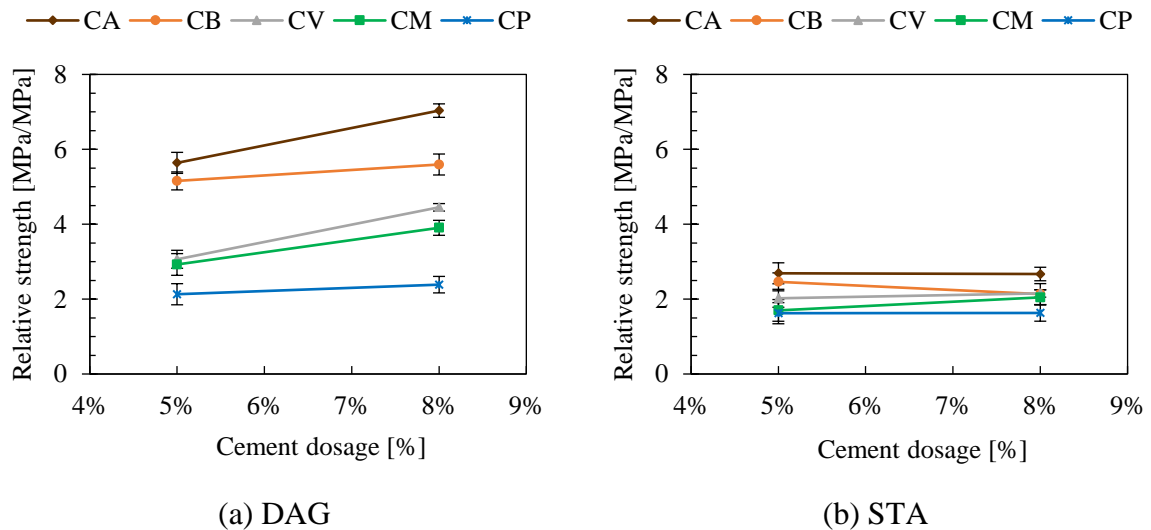 CA CB CV CM CP
Relative strength [MPa/MPa]
8
6
4
2
0
4% 5% 6% 7% 8% 9%
Cement dosage [%]
(a) DAG
CA CB CV CM CP
Relative strength [MPa/MPa]
8
6
4
2
0
4% 5% 6% 7% 8% 9%
Cement dosage [%]
(b) STA